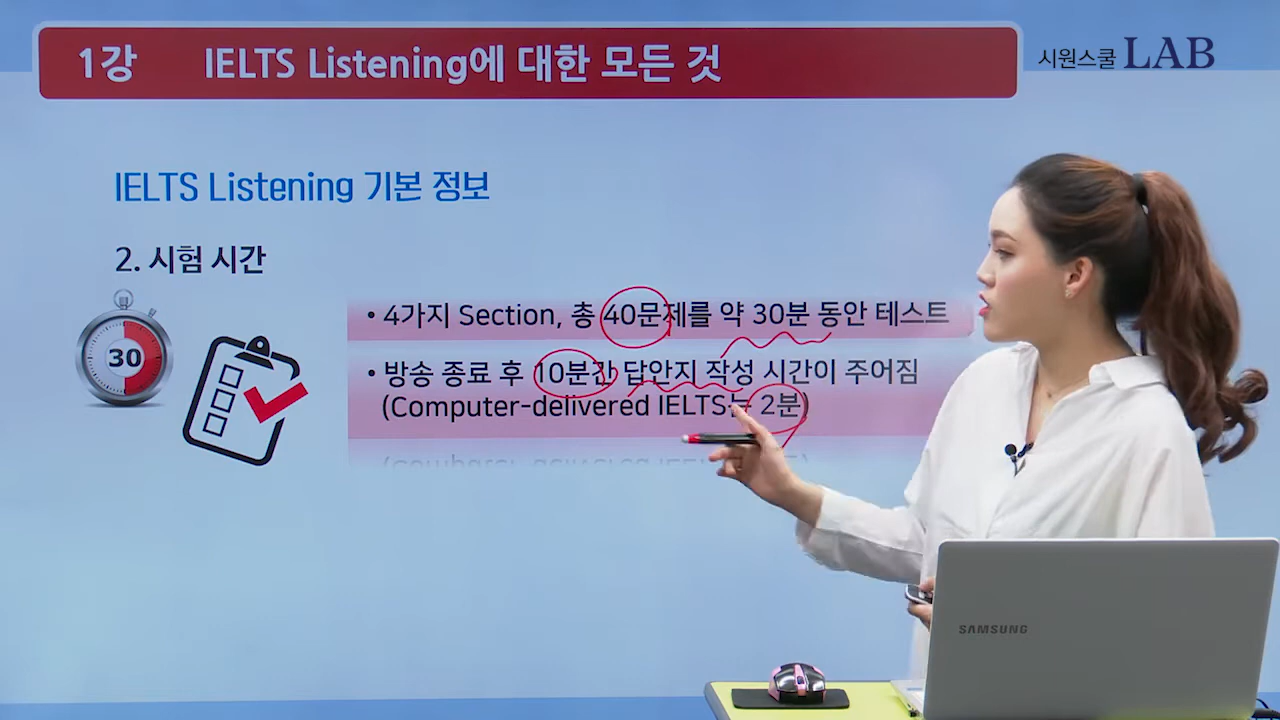 1강 IELTS Listening에 대한 모든 것
시원스쿨 LAB
IELTS Listening 기본 정보
2. 시험 시간
30
• 4가지 Section, 총 40문제를 약 30분 동안 테스트
• 방송 종료 후 10분간 답안지 작성 시간이 주어짐
(Computer-delivered IELTS는 2분)
SAMSUNG